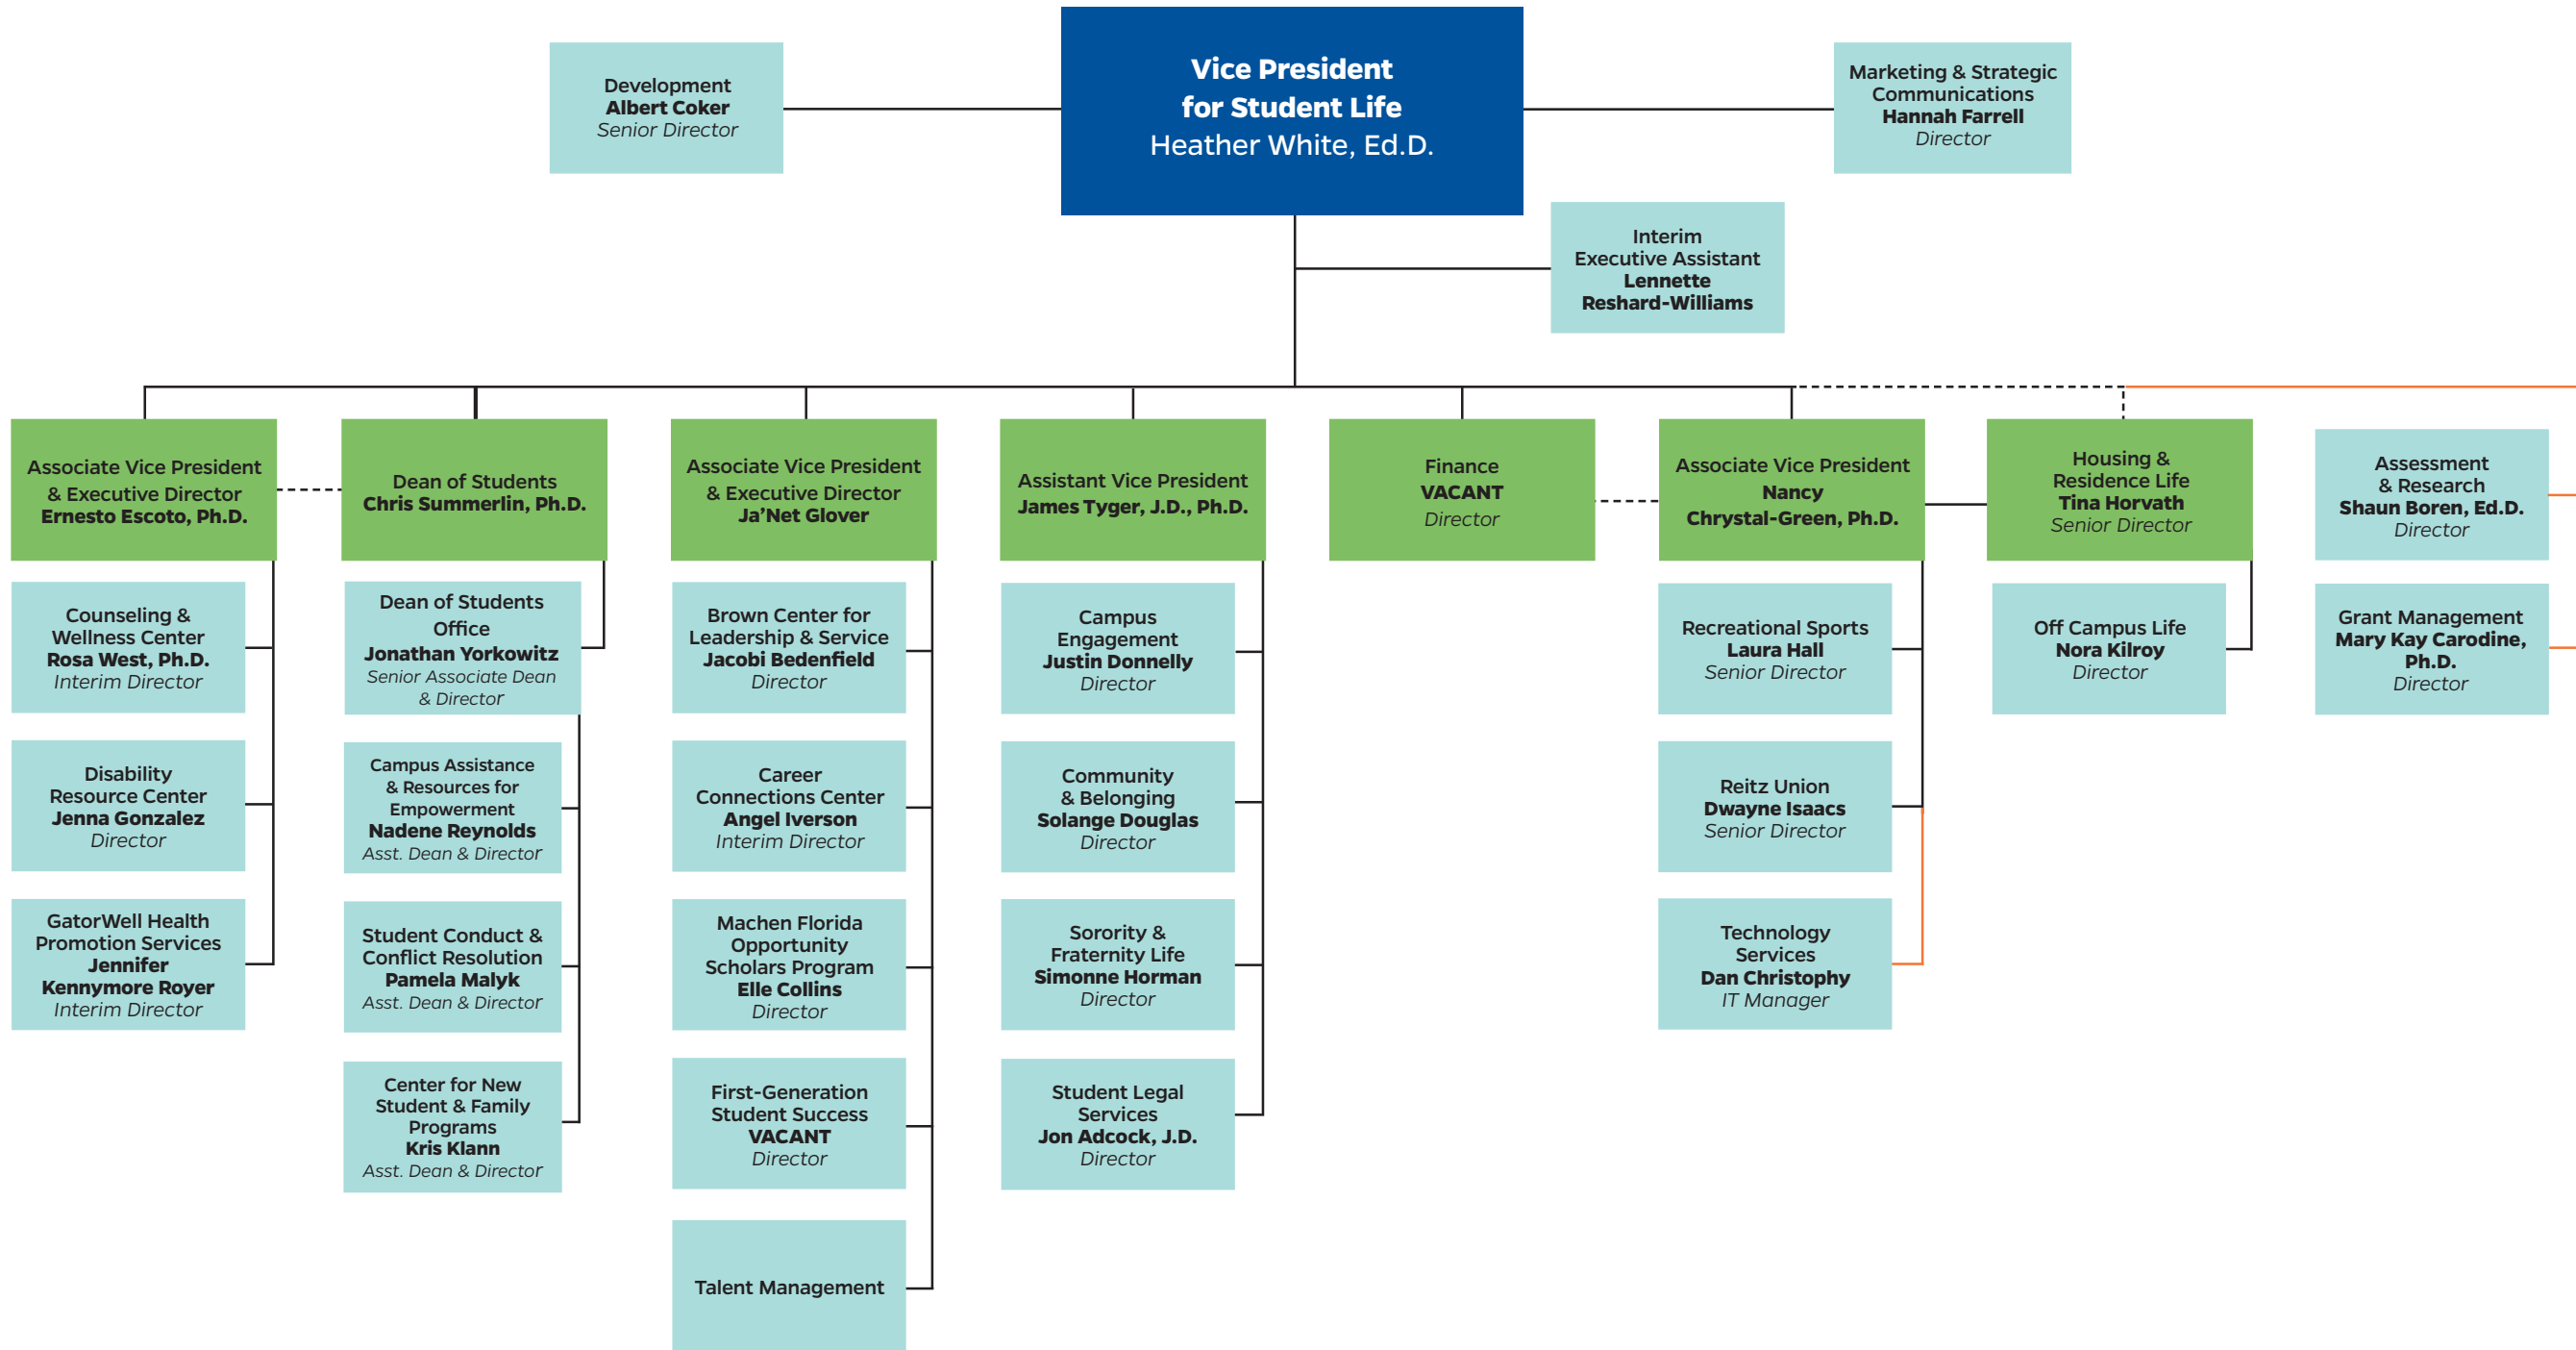 Vice President
for Student Life
Heather White, Ed.D.
Development
Albert Coker
Senior Director
Marketing & Strategic
Communications
Hannah Farrell
Director
Interim
Executive Assistant
Lennette
Reshard-Williams
Associate Vice President
& Executive Director
Ernesto Escoto, Ph.D.
Counseling &
Wellness Center
Rosa West, Ph.D.
Interim Director
Disability
Resource Center
Jenna Gonzalez
Director
GatorWell Health
Promotion Services
Jennifer
Kennymore Royer
Interim Director
Dean of Students
Chris Summerlin, Ph.D.
Dean of Students
Office
Jonathan Yorkowitz
Senior Associate Dean
& Director
Campus Assistance
& Resources for
Empowerment
Nadene Reynolds
Asst. Dean & Director
Student Conduct &
Conflict Resolution
Pamela Malyk
Asst. Dean & Director
Center for New
Student & Family
Programs
Kris Klann
Asst. Dean & Director
Associate Vice President
& Executive Director
Ja’Net Glover
Brown Center for
Leadership & Service
Jacobi Bedenfield
Director
Career
Connections Center
Angel Iverson
Interim Director
Machen Florida
Opportunity
Scholars Program
Elle Collins
Director
First-Generation
Student Success
VACANT
Director
Talent Management
Assistant Vice President
James Tyger, J.D., Ph.D.
Campus
Engagement
Justin Donnelly
Director
Community
& Belonging
Solange Douglas
Director
Sorority &
Fraternity Life
Simonne Horman
Director
Student Legal
Services
Jon Adcock, J.D.
Director
Finance
VACANT
Director
Associate Vice President
Nancy
Chrystal-Green, Ph.D.
Recreational Sports
Laura Hall
Senior Director
Reitz Union
Dwayne Isaacs
Senior Director
Technology
Services
Dan Christophy
IT Manager
Housing &
Residence Life
Tina Horvath
Senior Director
Off Campus Life
Nora Kilroy
Director
Assessment
& Research
Shaun Boren, Ed.D.
Director
Grant Management
Mary Kay Carodine,
Ph.D.
Director